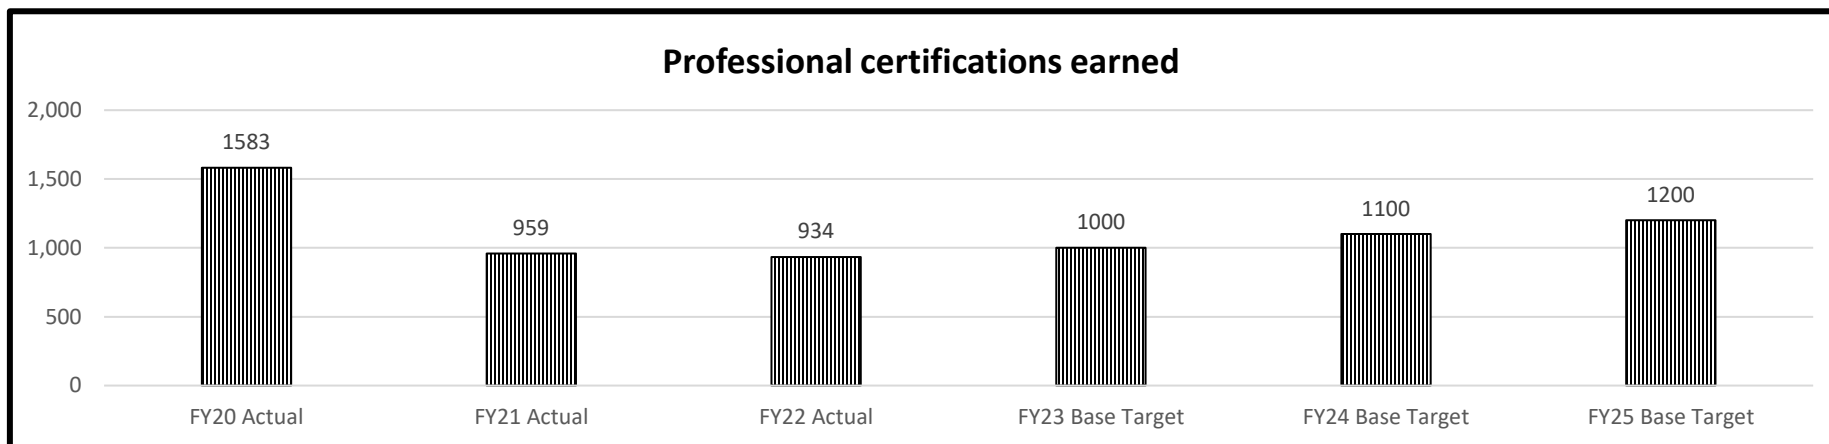 Professional certifications earned
2,000
1,500
1,000
500
0
1583
959
934
1000
1100
1200
FY20 Actual
FY21 Actual
FY22 Actual
FY23 Base Target
FY24 Base Target
FY25 Base Target